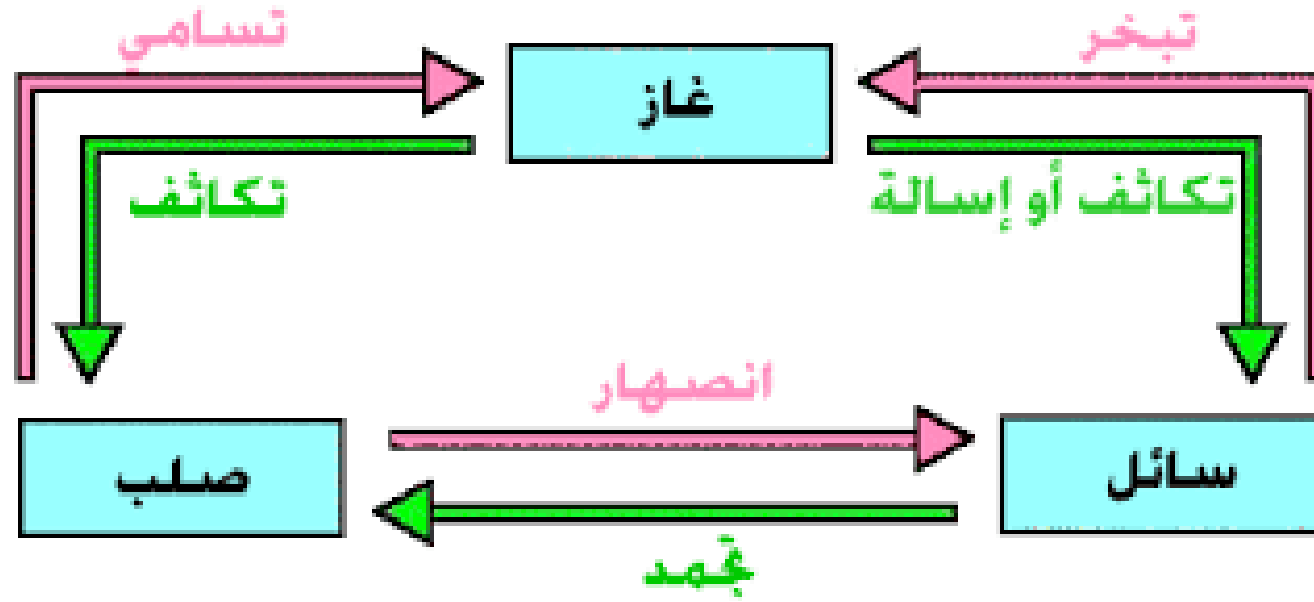 تبخر
تسامي
غاز
تكاثف أو إسالة
تكاثف
انصهار
سائل
صلب
تجمد